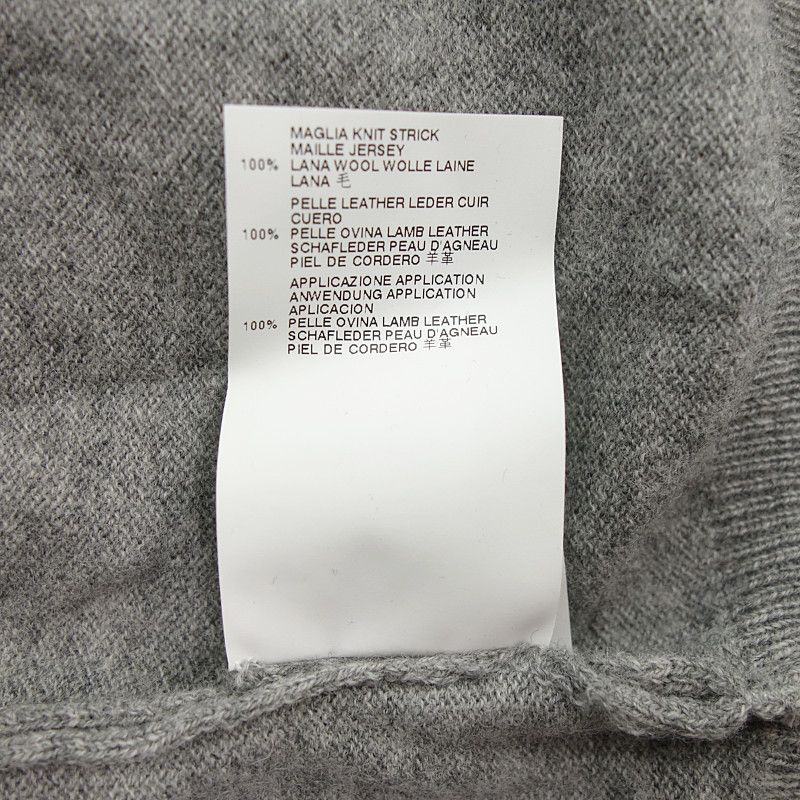 MAGLIA KNIT STRICK
MAILLE JERSEY
100% LANA WOOL WOLLE LAINE
LANA 毛
PELLE LEATHER LEDER CUIR
CUERO
100% PELLE OVINA LAMB LEATHER
SCHAFLEDER PEAU D'AGNEAU
PIEL DE CORDERO 羊革
APPLICAZIONE APPLICATION
ANWENDUNG APPLICATION
APLICACION
100% PELLE OVINA LAMB LEATHER
SCHAFLEDER PEAU D'AGNEAU
PIEL DE CORDERO 羊革